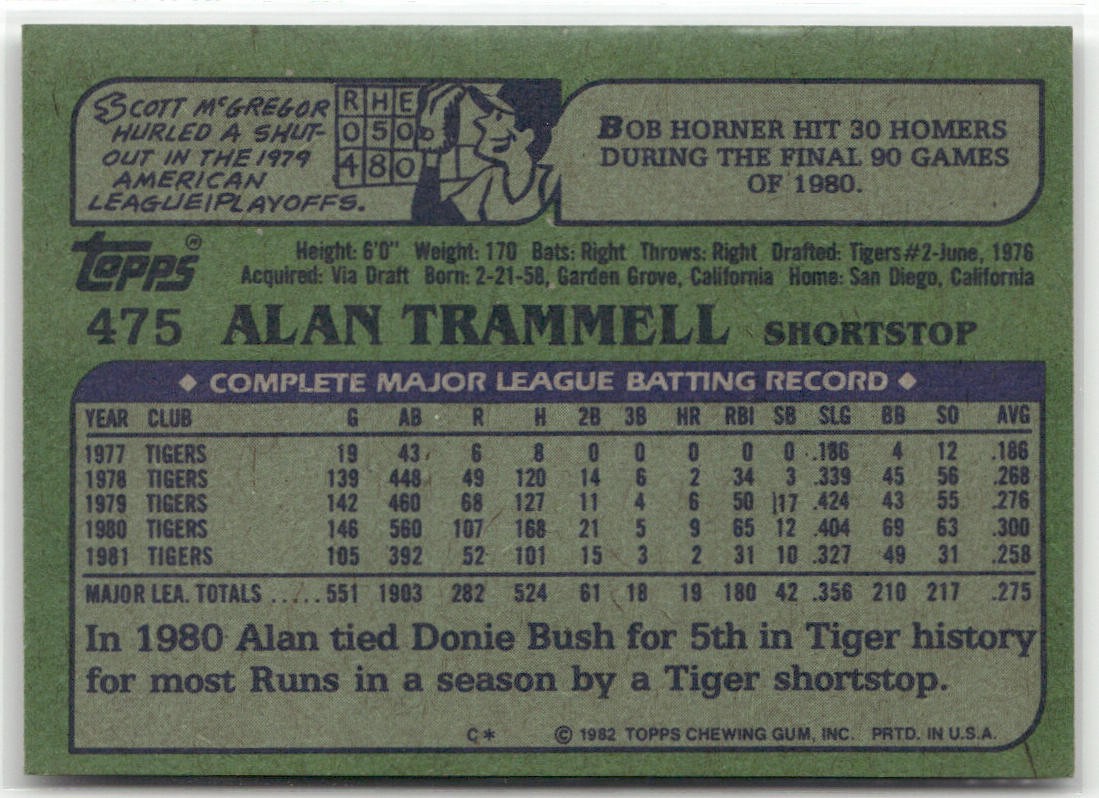 SCOTT McGREGOR
HURLED A SHUT-
OUT IN THE 1979
AMERICAN
LEAGUE PLAYOFFS.
R H E
0 5 0
4 8 0
BOB HORNER HIT 30 HOMERS
DURING THE FINAL 90 GAMES
OF 1980.
Topps®
Height: 6'0" Weight: 170 Bats: Right Throws: Right Drafted: Tigers #2-June, 1976
Acquired: Via Draft Born: 2-21-58, Garden Grove, California Home: San Diego, California
475 ALAN TRAMMELL SHORTSTOP
◆ COMPLETE MAJOR LEAGUE BATTING RECORD ◆
YEAR CLUB G AB R H 2B 3B HR RBI SB SLG BB SO AVG
1977 TIGERS 19 43 6 8 0 0 0 0 0 .186 4 12 .186
1978 TIGERS 139 448 49 120 14 6 2 34 3 .339 45 56 .268
1979 TIGERS 142 460 68 127 11 4 6 50 17 .424 43 55 .276
1980 TIGERS 146 560 107 168 21 5 9 65 12 .404 69 63 .300
1981 TIGERS 105 392 52 101 15 3 2 31 10 .327 49 31 .258
MAJOR LEA. TOTALS .....551 1903 282 524 61 18 19 180 42 .356 210 217 .275
In 1980 Alan tied Donie Bush for 5th in Tiger history
for most Runs in a season by a Tiger shortstop.
C* © 1982 TOPPS CHEWING GUM, INC. PRTD. IN U.S.A.